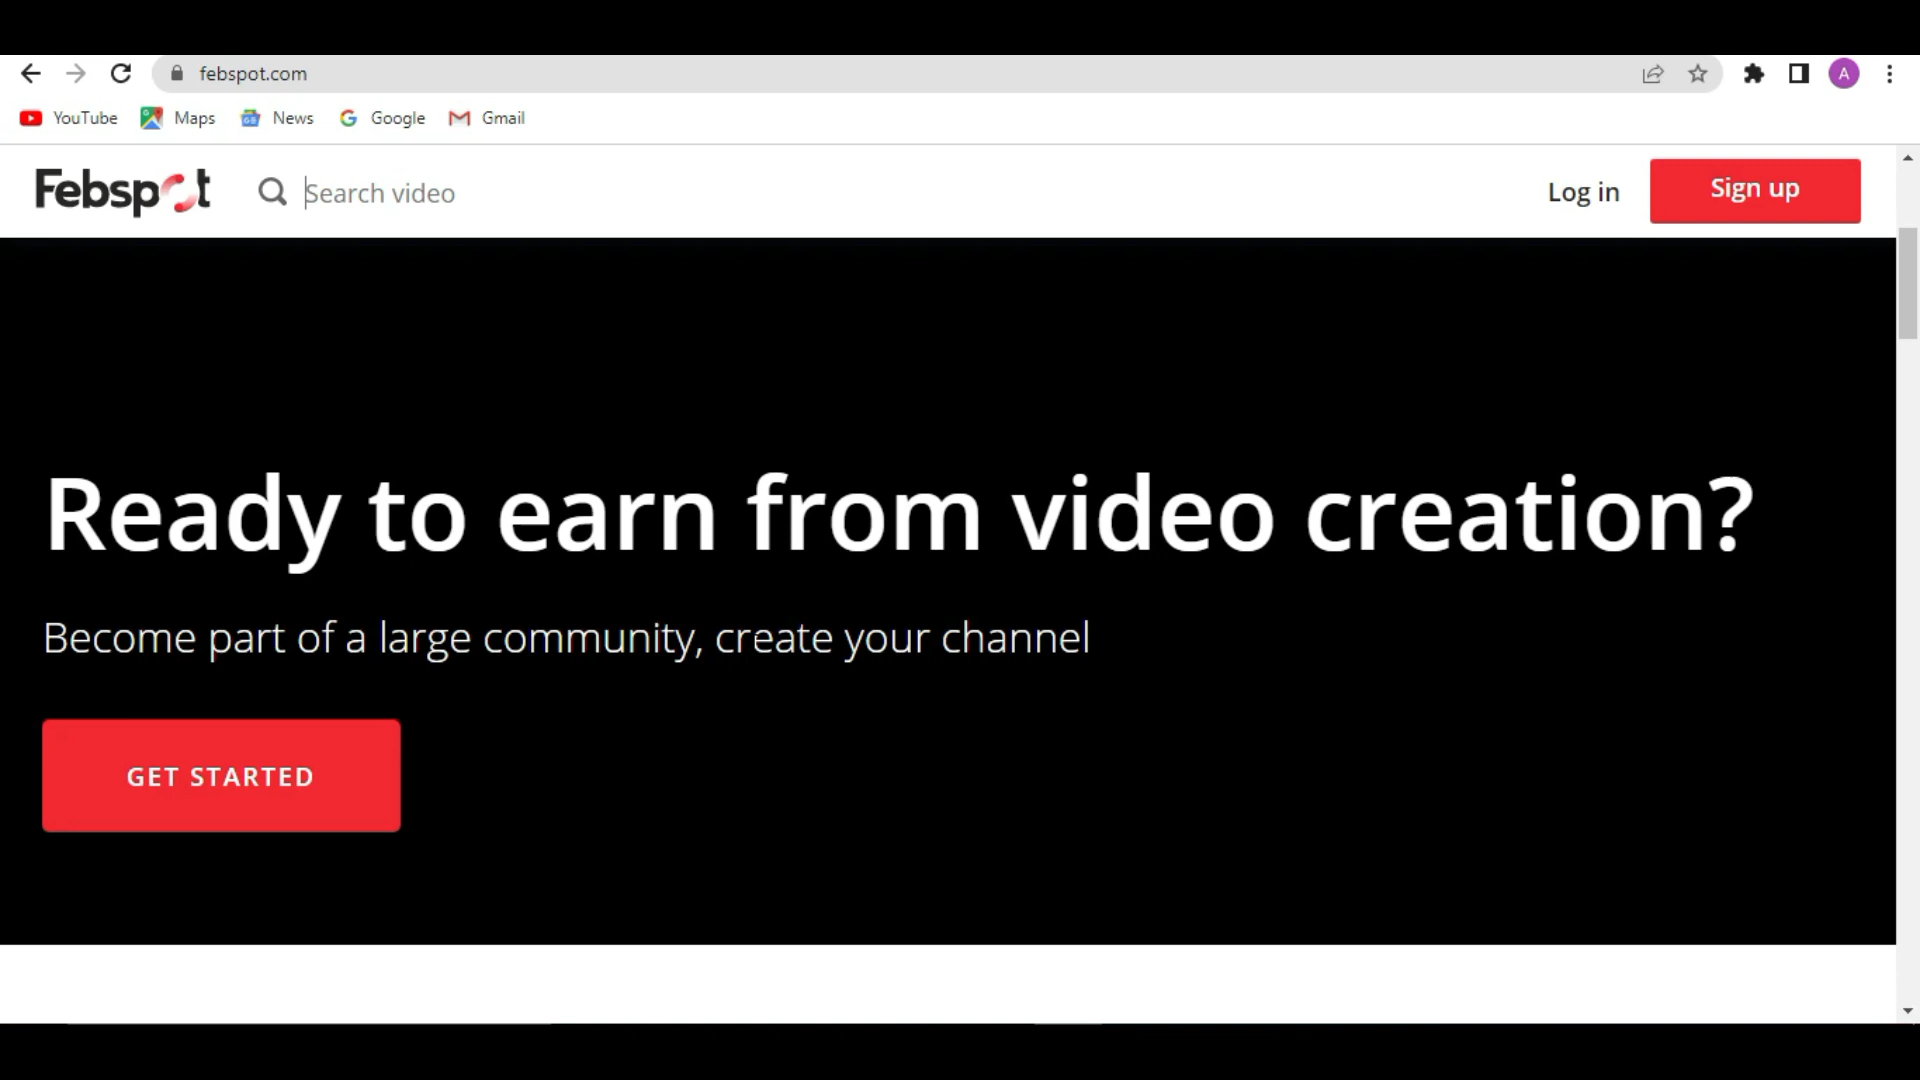 febspot.com
A
YouTube Maps News Google Gmail
Febspot Search video Log in Sign up
Ready to earn from video creation?
Become part of a large community, create your channel
GET STARTED